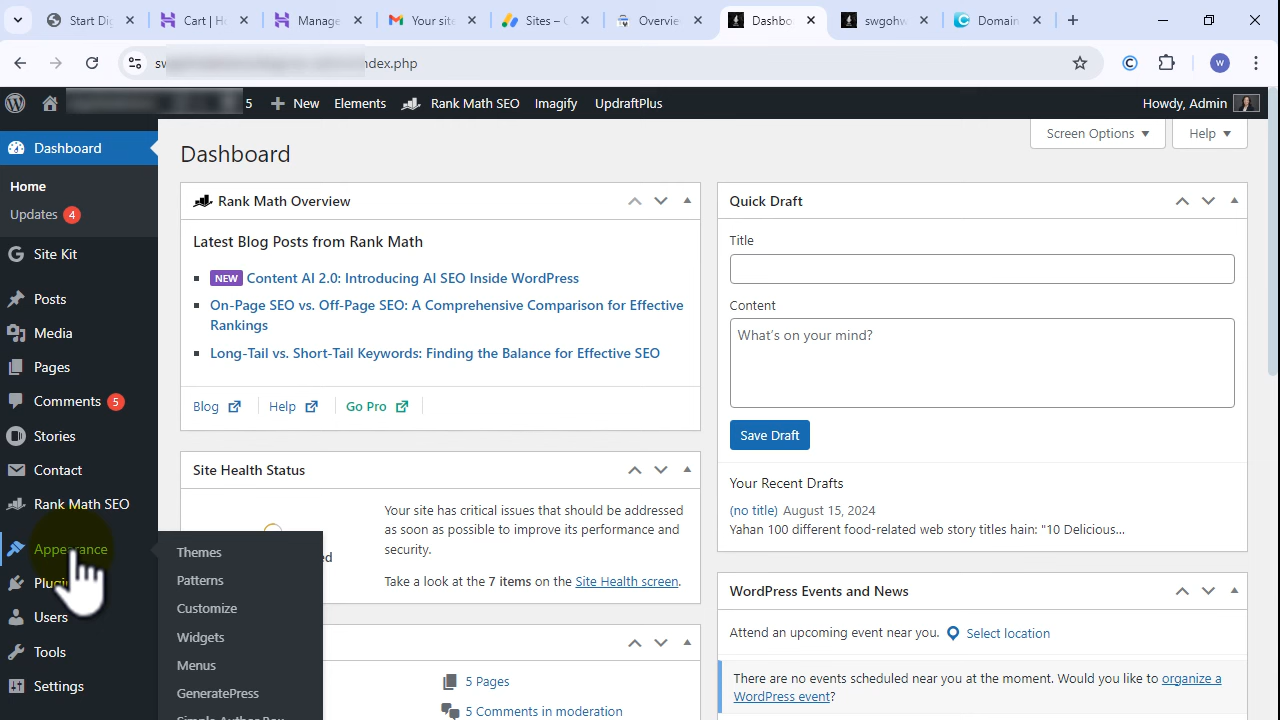 Start Dig
Cart | H
Manage
Your site
Sites –
Overvie
Dashbo
swgohw
Domain
index.php
W
5
New
Elements
Rank Math SEO
Imagify
UpdraftPlus
Howdy, Admin
Dashboard
Home
Updates 4
Site Kit
Posts
Media
Pages
Comments 5
Stories
Contact
Rank Math SEO
Appearance
Users
Tools
Settings
Themes
Patterns
Customize
Widgets
Menus
GeneratePress
Simple Author Box
Screen Options
Help
Dashboard
Rank Math Overview
Latest Blog Posts from Rank Math
NEW Content AI 2.0: Introducing AI SEO Inside WordPress
On-Page SEO vs. Off-Page SEO: A Comprehensive Comparison for Effective
Rankings
Long-Tail vs. Short-Tail Keywords: Finding the Balance for Effective SEO
Blog
Help
Go Pro
Site Health Status
Your site has critical issues that should be addressed
as soon as possible to improve its performance and
security.
Take a look at the 7 items on the Site Health screen.
5 Pages
5 Comments in moderation
Quick Draft
Title
Content
What's on your mind?
Save Draft
Your Recent Drafts
(no title) August 15, 2024
Yahan 100 different food-related web story titles hain: "10 Delicious…
WordPress Events and News
Attend an upcoming event near you.
Select location
There are no events scheduled near you at the moment. Would you like to organize a
WordPress event?